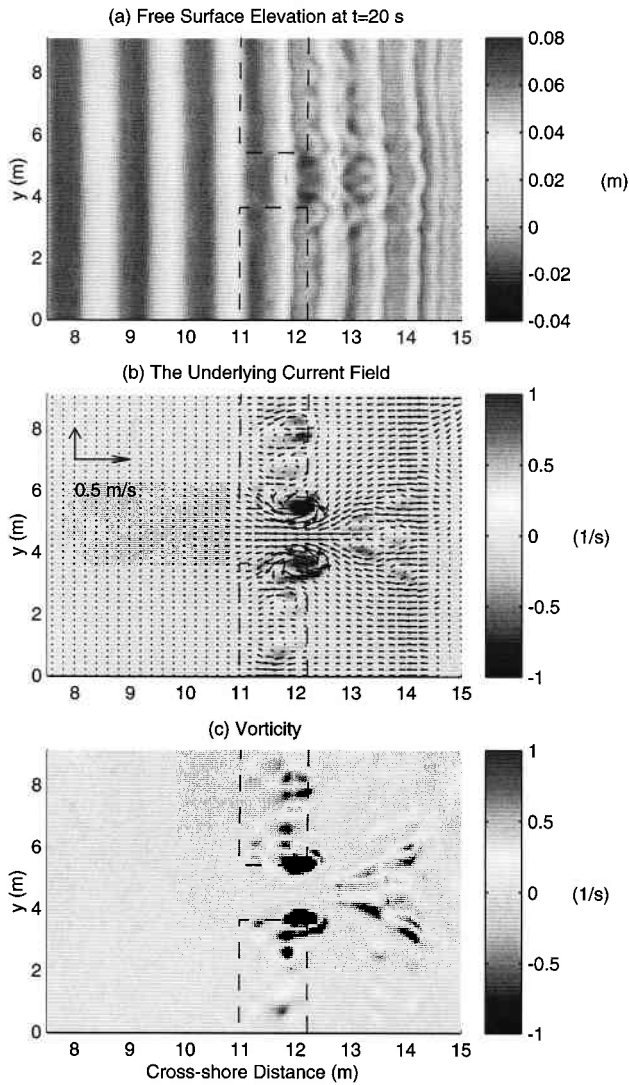 (a) Free Surface Elevation at t=20 s
y (m)
8
6
4
2
0
8 9 10 11 12 13 14 15
0.08
0.06
0.04
0.02
0
-0.02
-0.04
(m)
(b) The Underlying Current Field
y (m)
8
6
4
2
0
0.5 m/s
8 9 10 11 12 13 14 15
1
0.5
0
-0.5
-1
(1/s)
(c) Vorticity
y (m)
8
6
4
2
0
8 9 10 11 12 13 14 15
Cross-shore Distance (m)
1
0.5
0
-0.5
-1
(1/s)